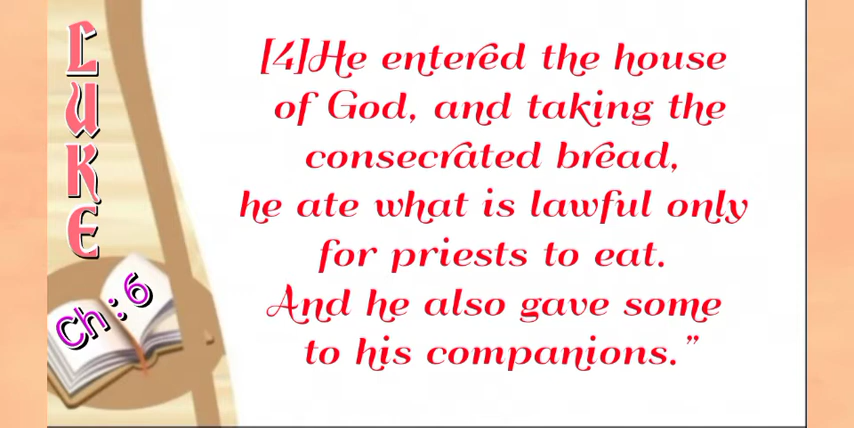 LUKE
Ch:6
[4]He entered the house
of God, and taking the
consecrated bread,
he ate what is lawful only
for priests to eat.
And he also gave some
to his companions.”